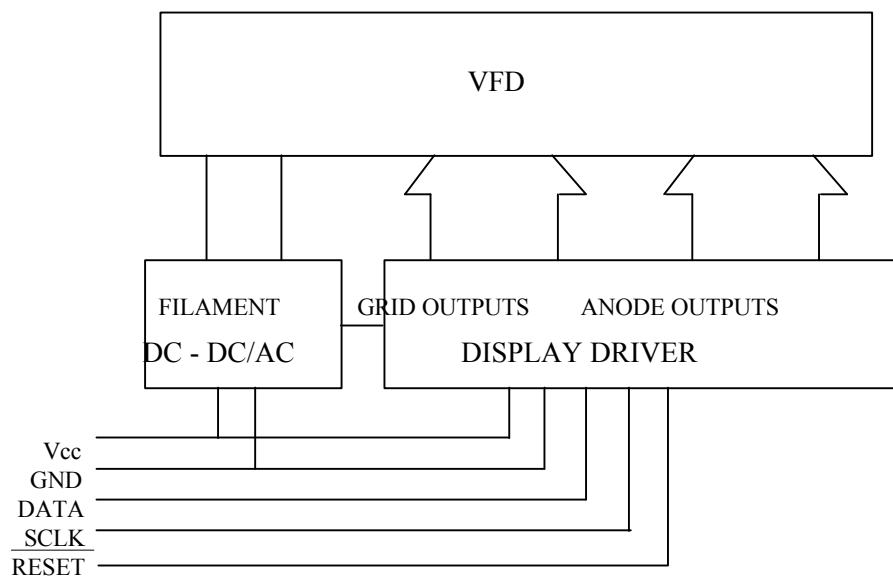 VFD
FILAMENT GRID OUTPUTS ANODE OUTPUTS
DC - DC/AC DISPLAY DRIVER
Vcc
GND
DATA
SCLK
RESET